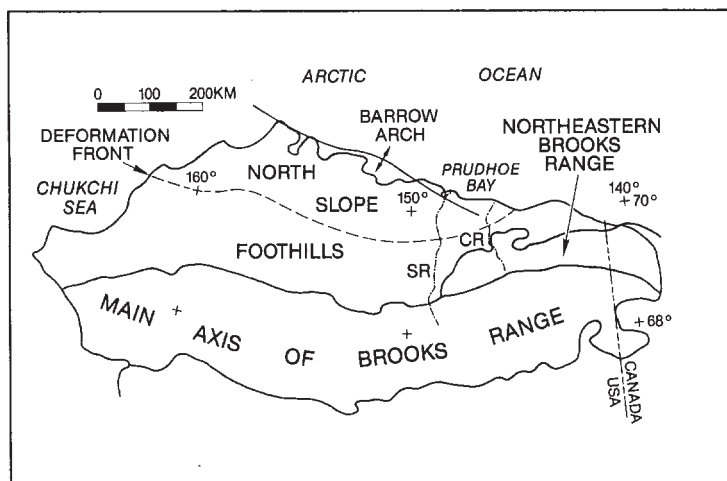 ARCTIC OCEAN
0 100 200KM
BARROW
ARCH
NORTHEASTERN
BROOKS
RANGE
DEFORMATION
FRONT
NORTH
PRUDHOE
BAY
160°
140°
70°
CHUKCHI
SEA
150°
SLOPE
CR
FOOTHILLS
SR
MAIN AXIS OF BROOKS RANGE
68°
CANADA
USA